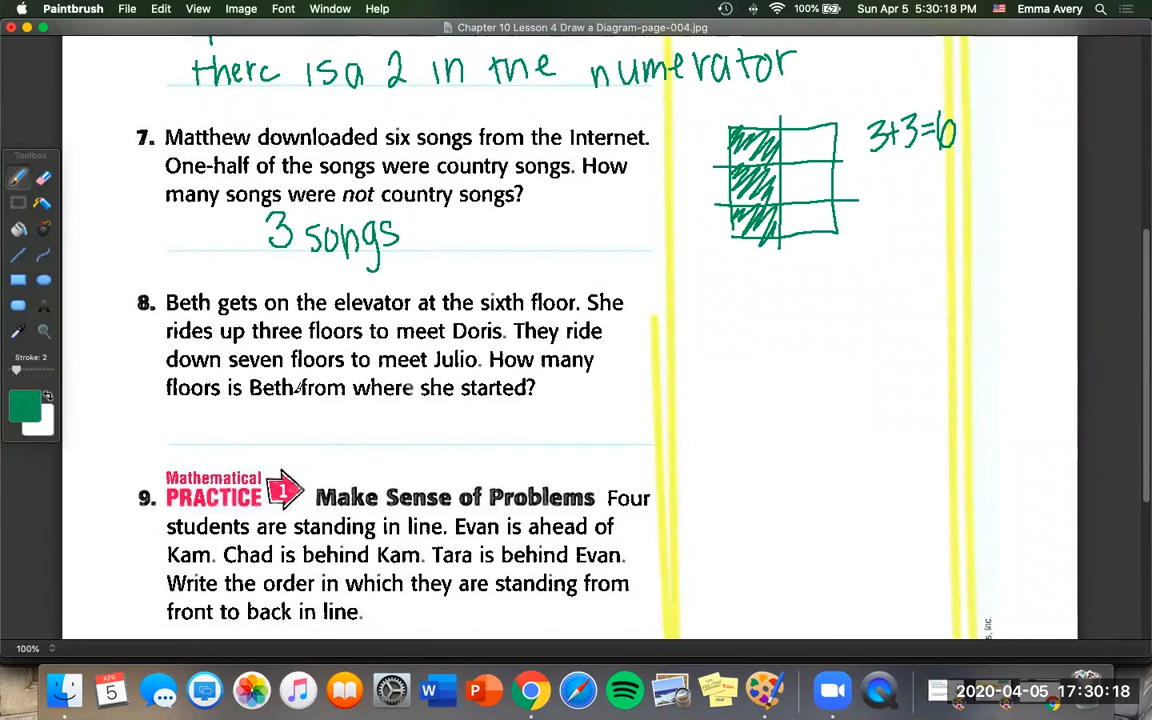 Paintbrush File Edit View Image Font Window Help 100% Sun Apr 5 5:30:18 PM Emma Avery
Chapter 10 Lesson 4 Draw a Diagram-page-004.jpg
there is a 2 in the numerator
7. Matthew downloaded six songs from the Internet.
One-half of the songs were country songs. How
many songs were not country songs?
3+3=6
3 songs
8. Beth gets on the elevator at the sixth floor. She
rides up three floors to meet Doris. They ride
down seven floors to meet Julio. How many
floors is Beth from where she started?
Mathematical
PRACTICE 1
9. Make Sense of Problems Four
students are standing in line. Evan is ahead of
Kam. Chad is behind Kam. Tara is behind Evan.
Write the order in which they are standing from
front to back in line.
s, Inc.
Toolbox
Stroke: 2
100%
APR
5
2020-04-05 17:30:18